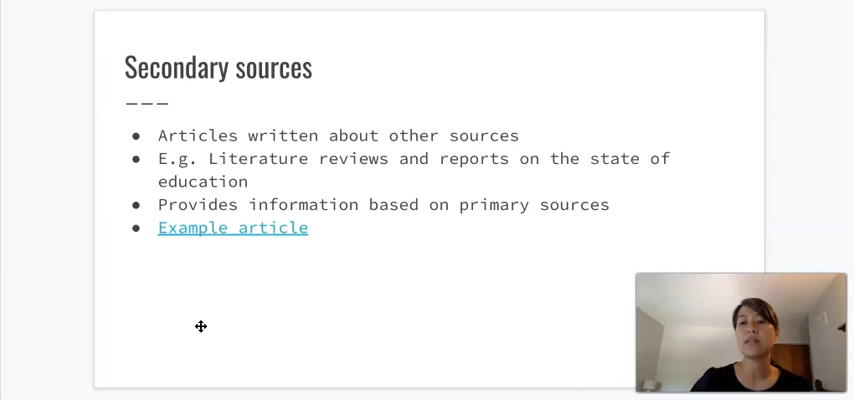 Secondary sources
———
● Articles written about other sources
● E.g. Literature reviews and reports on the state of
education
● Provides information based on primary sources
● Example article